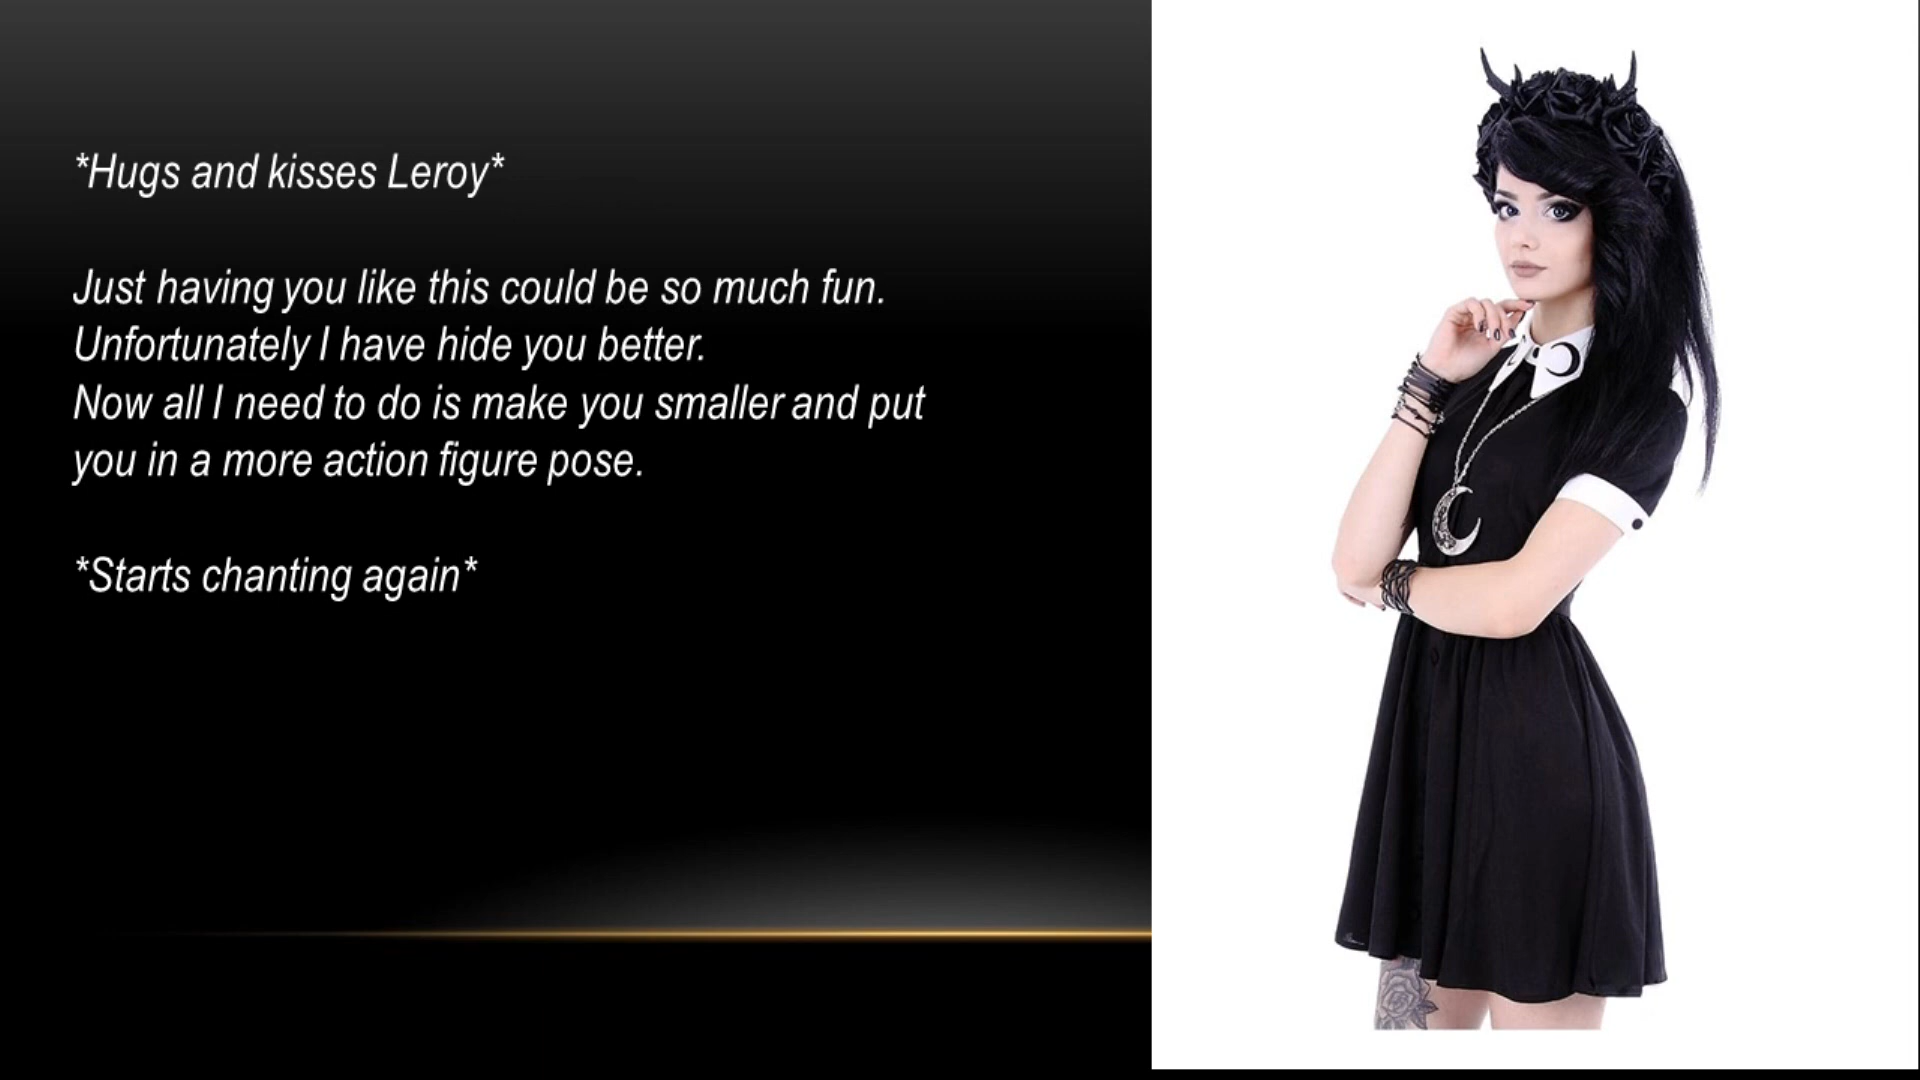 *Hugs and kisses Leroy*
Just having you like this could be so much fun.
Unfortunately I have hide you better.
Now all I need to do is make you smaller and put
you in a more action figure pose.
*Starts chanting again*